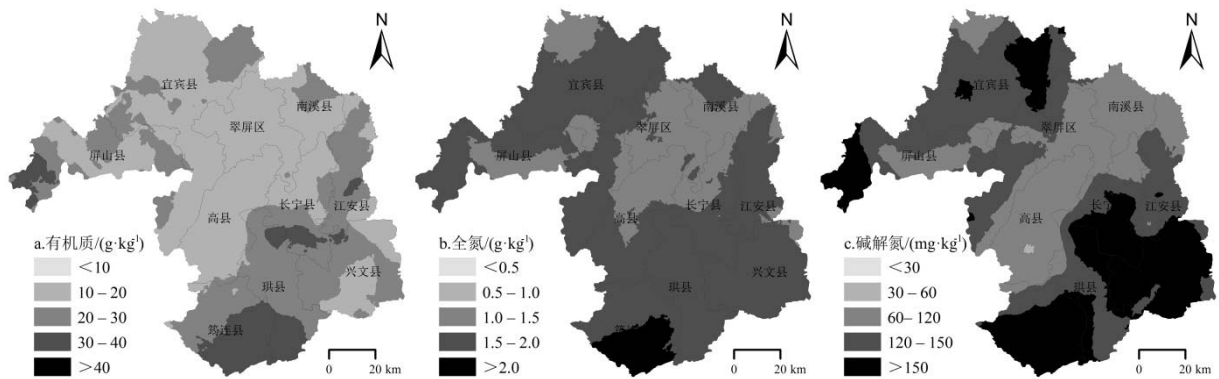 N
宜宾县
南溪县
翠屏区
屏山县
长宁县
江安县
高县
兴文县
珙县
筠连县
a.有机质/(g·kg¹)
<10
10 – 20
20 – 30
30 – 40
>40
0 20 km
N
宜宾县
南溪县
翠屏区
屏山县
长宁县
江安县
高县
兴文县
珙县
b.全氮/(g·kg¹)
<0.5
0.5 – 1.0
1.0 – 1.5
1.5 – 2.0
>2.0
0 20 km
N
宜宾县
南溪县
翠屏区
屏山县
长宁
江安县
高县
珙县
c.碱解氮/(mg·kg¹)
<30
30 – 60
60– 120
120 – 150
>150
0 20 km